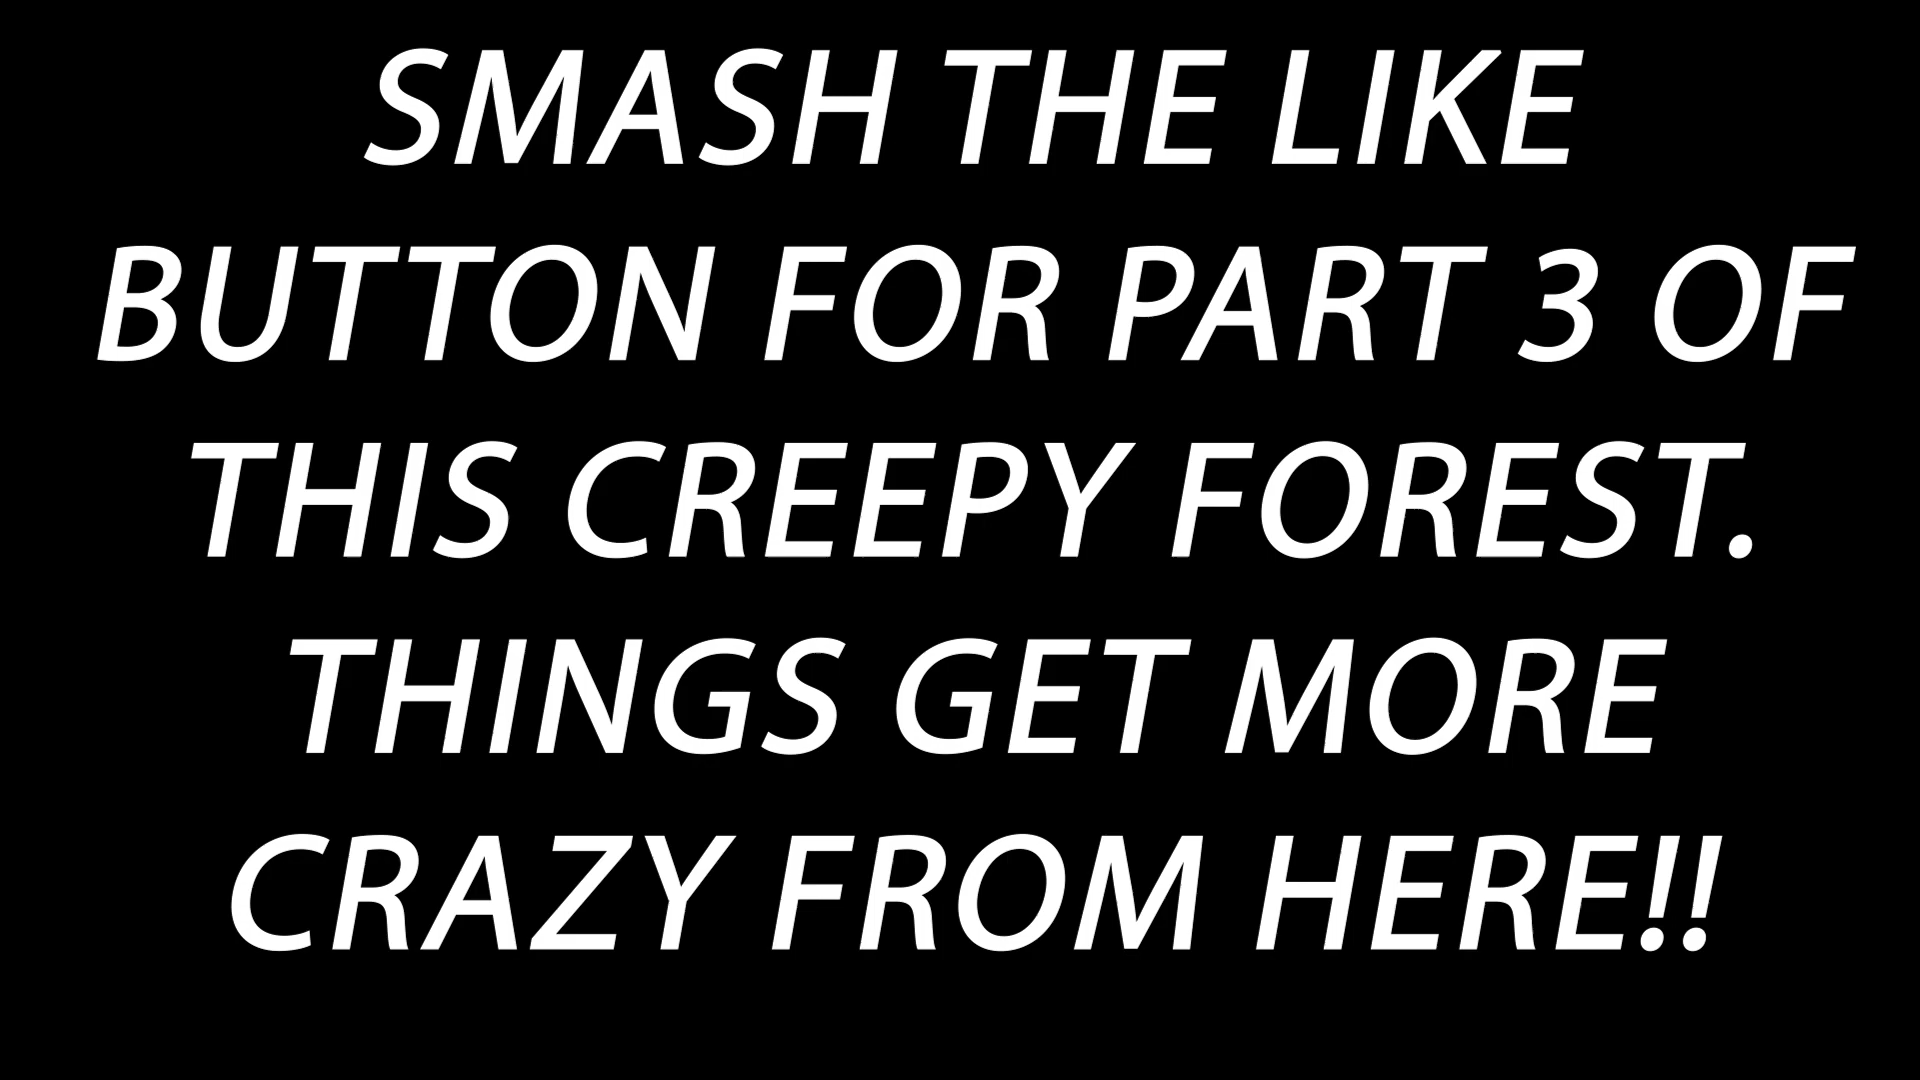 SMASH THE LIKE
BUTTON FOR PART 3 OF
THIS CREEPY FOREST.
THINGS GET MORE
CRAZY FROM HERE!!